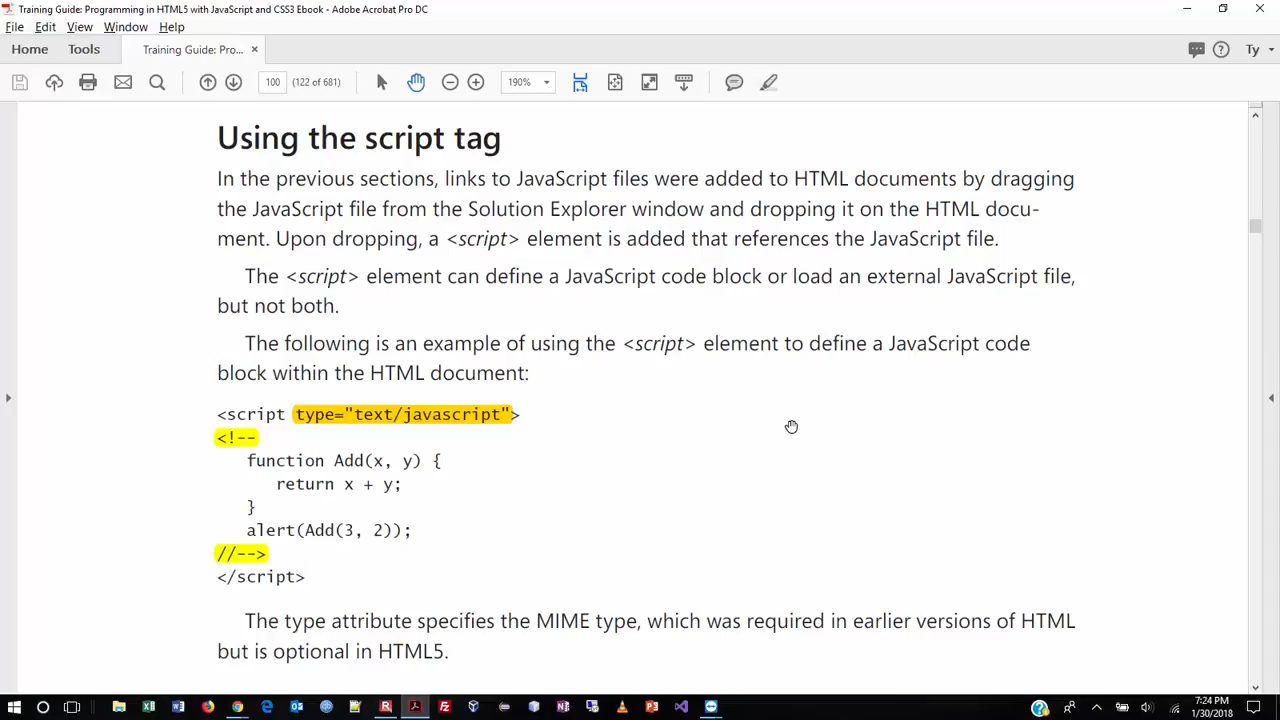 Training Guide: Programming in HTML5 with JavaScript and CSS3 Ebook - Adobe Acrobat Pro DC
File Edit View Window Help
Home Tools Training Guide: Pro... × Ty
100 (122 of 681) 190%
Using the script tag
In the previous sections, links to JavaScript files were added to HTML documents by dragging
the JavaScript file from the Solution Explorer window and dropping it on the HTML docu-
ment. Upon dropping, a <script> element is added that references the JavaScript file.
The <script> element can define a JavaScript code block or load an external JavaScript file,
but not both.
The following is an example of using the <script> element to define a JavaScript code
block within the HTML document:
<script type="text/javascript">
<!--
function Add(x, y) {
return x + y;
}
alert(Add(3, 2));
//-->
</script>
The type attribute specifies the MIME type, which was required in earlier versions of HTML
but is optional in HTML5.
7:24 PM
1/30/2018